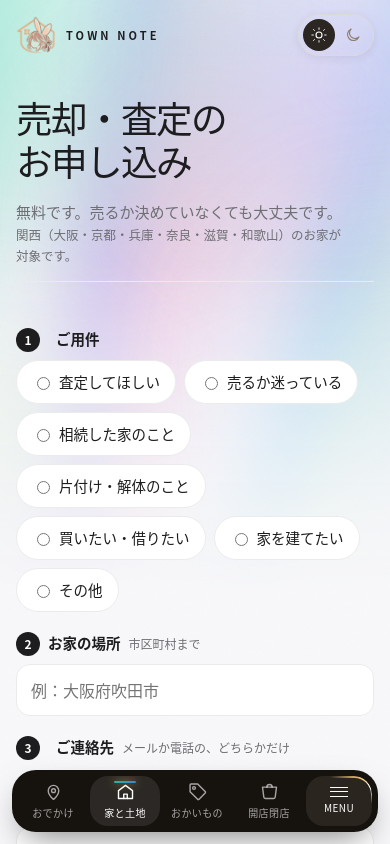 TOWN NOTE
売却・査定の
お申し込み
無料です。売るか決めていなくても大丈夫です。
関西（大阪・京都・兵庫・奈良・滋賀・和歌山）のお家が
対象です。
1 ご用件
査定してほしい 売るか迷っている
相続した家のこと
片付け・解体のこと
買いたい・借りたい 家を建てたい
その他
2 お家の場所 市区町村まで
例：大阪府吹田市
3 ご連絡先 メールか電話の、どちらかだけ
おでかけ 家と土地 おかいもの 開店閉店 MENU